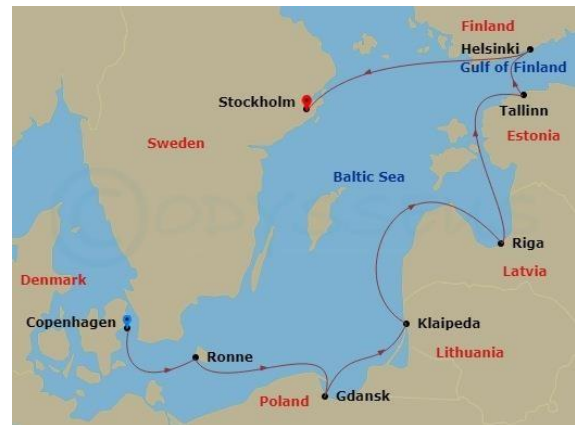 Finland
Helsinki
Gulf of Finland
Stockholm
Tallinn
Sweden
Estonia
Baltic Sea
©ODYSSEUS
Riga
Denmark
Latvia
Copenhagen
Klaipeda
Ronne
Lithuania
Poland
Gdansk